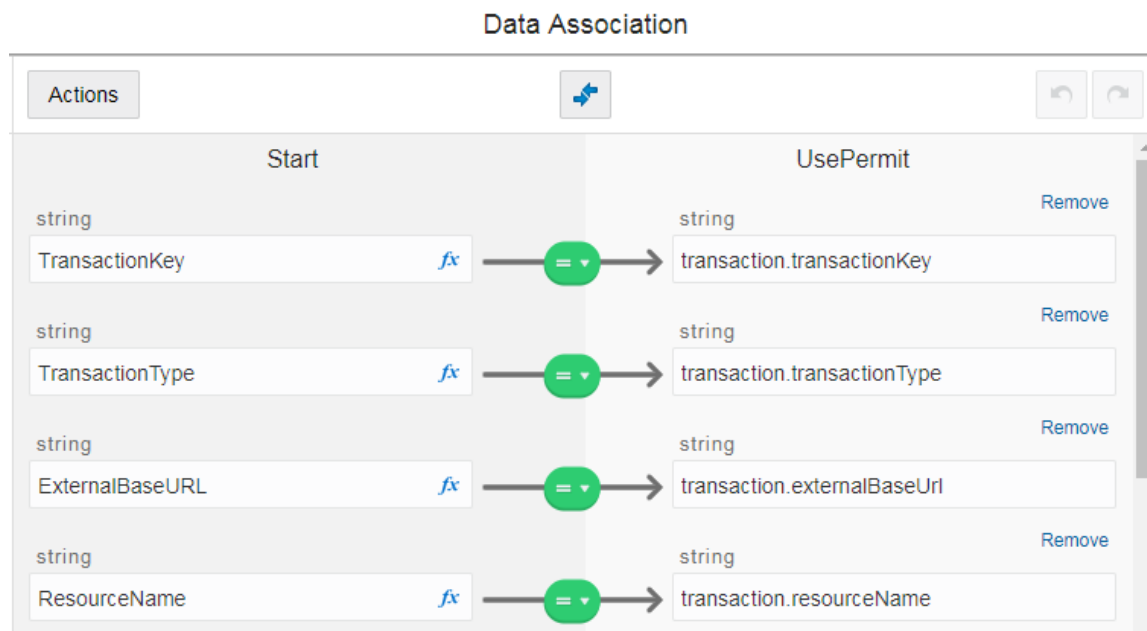 Data Association
Actions
Start UsePermit
Remove
string string
TransactionKey fx = transaction.transactionKey
Remove
string string
TransactionType fx = transaction.transactionType
Remove
string string
ExternalBaseURL fx = transaction.externalBaseUrl
Remove
string string
ResourceName fx = transaction.resourceName